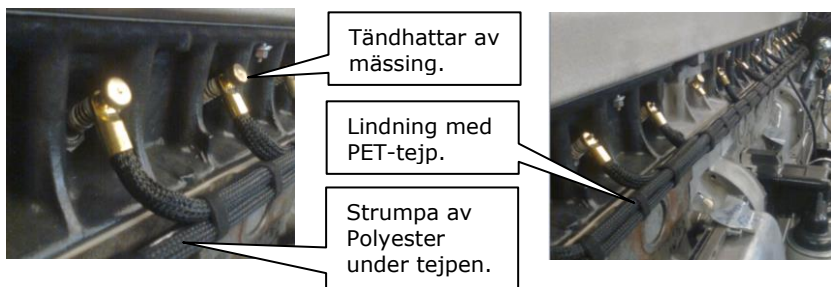 Tändhattar av
mässing.
Lindning med
PET-tejp.
Strumpa av
Polyester
under tejpen.